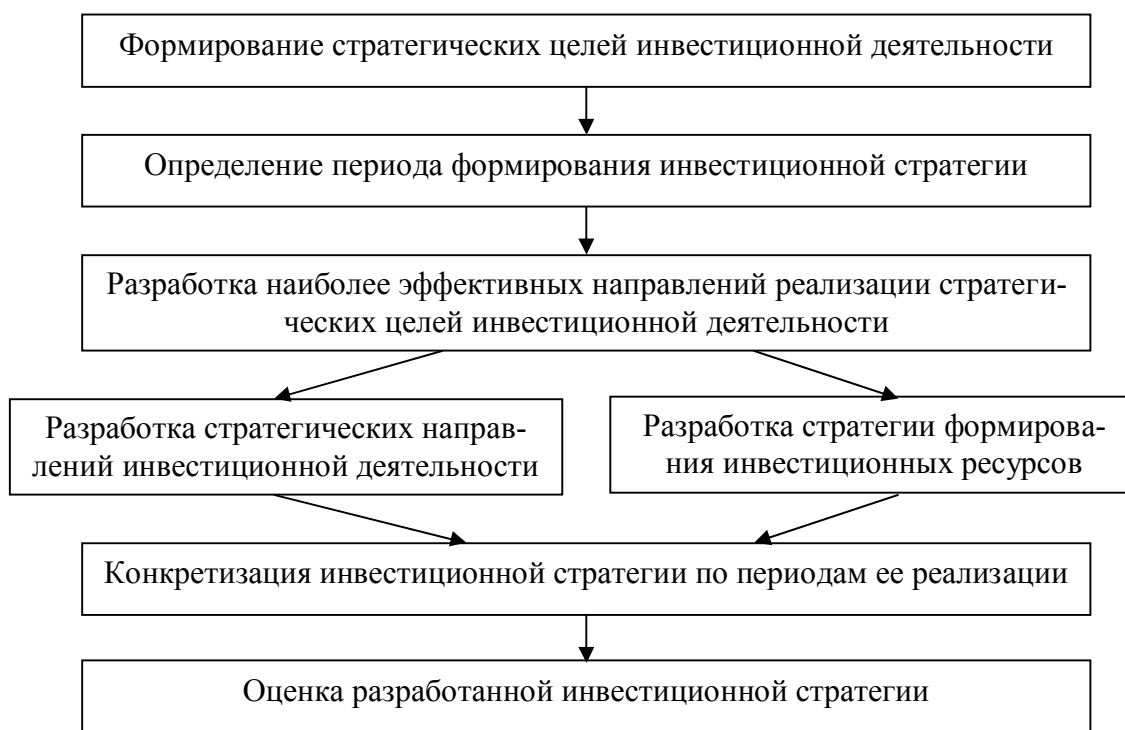 Формирование стратегических целей инвестиционной деятельности
Определение периода формирования инвестиционной стратегии
Разработка наиболее эффективных направлений реализации стратеги-
ческих целей инвестиционной деятельности
Разработка стратегических направ-
лений инвестиционной деятельности
Разработка стратегии формирова-
ния инвестиционных ресурсов
Конкретизация инвестиционной стратегии по периодам ее реализации
Оценка разработанной инвестиционной стратегии